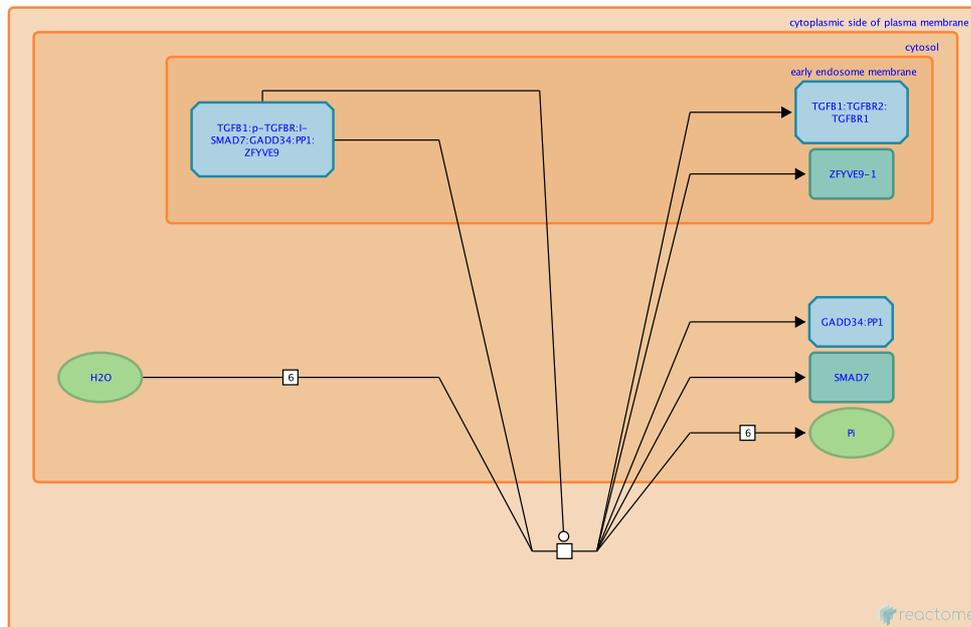 cytoplasmic side of plasma membrane
cytosol
early endosome membrane
TGFB1:p-TGFBR:I-
SMAD7:GADD34:PP1:
ZFYVE9
TGFB1:TGFBR2:
TGFBR1
ZFYVE9-1
GADD34:PP1
H2O
6
SMAD7
6
Pi
reactome